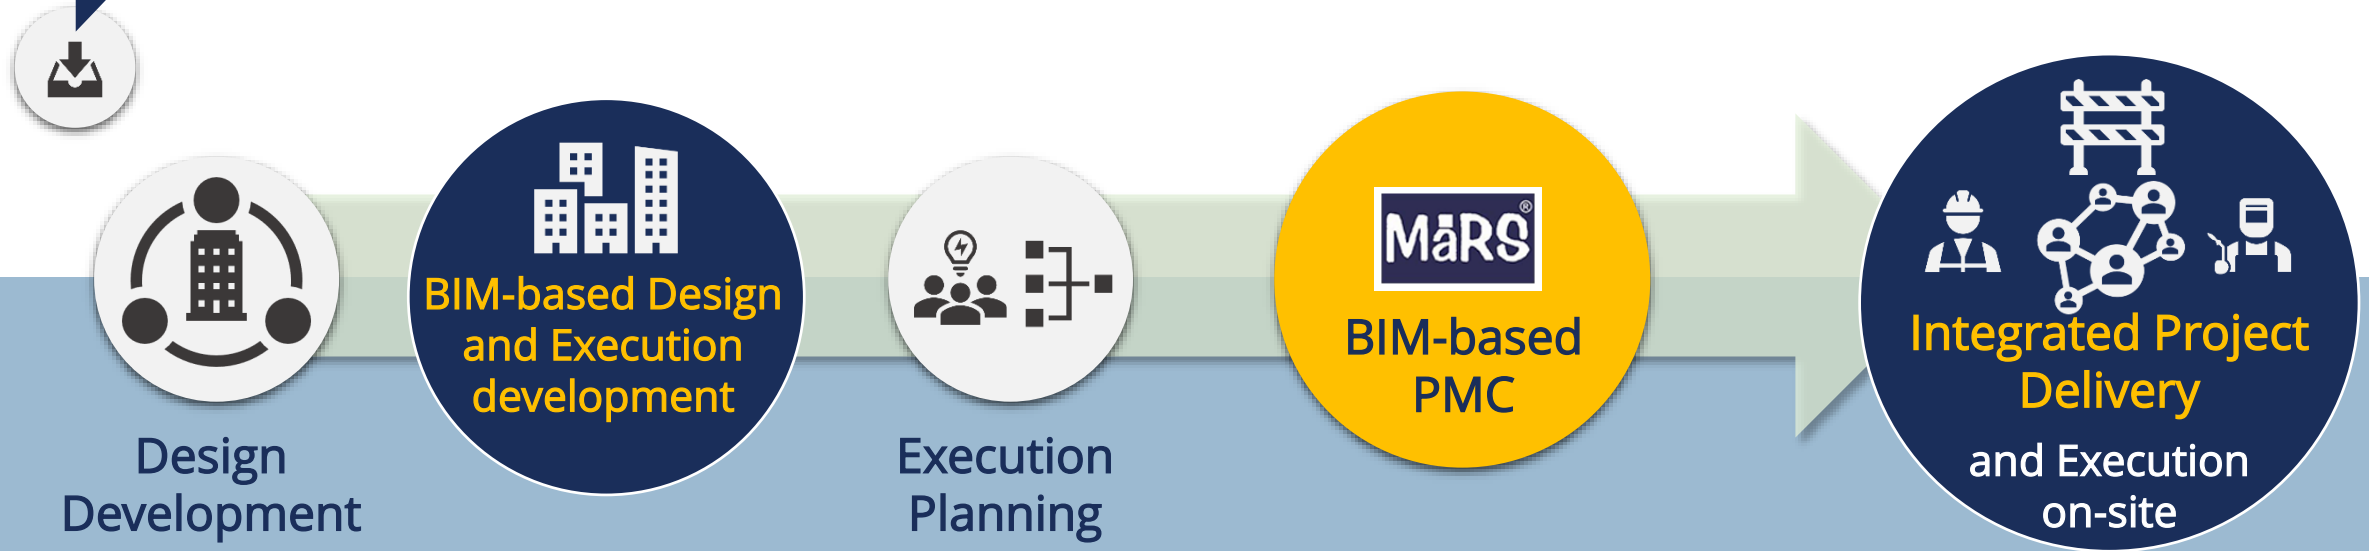 Design
Development
BIM-based Design
and Execution
development
Execution
Planning
MäRS®
BIM-based
PMC
Integrated Project
Delivery
and Execution
on-site